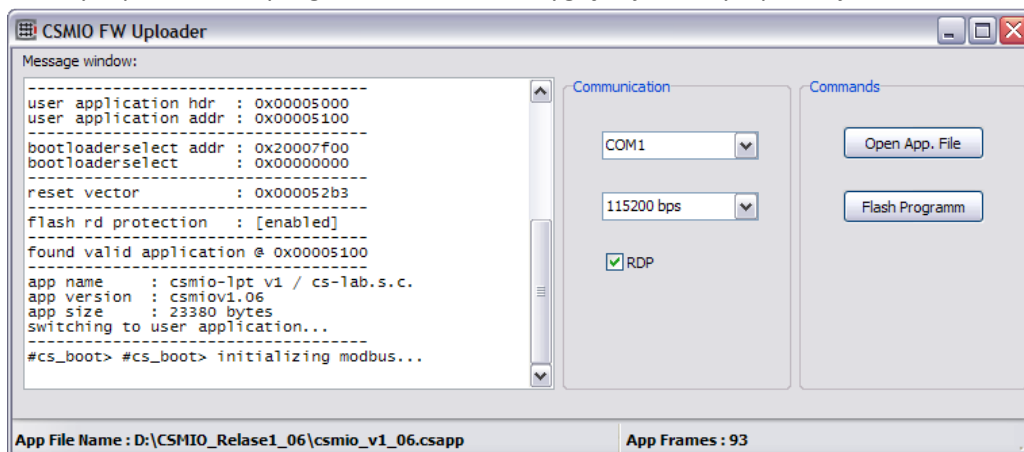 CSMIO FW Uploader
Message window:
----------------------------------
user application hdr  : 0x00005000
user application addr : 0x00005100
----------------------------------
bootloaderselect addr : 0x20007f00
bootloaderselect      : 0x00000000
----------------------------------
reset vector          : 0x000052b3
----------------------------------
flash rd protection   : [enabled]
----------------------------------
found valid application @ 0x00005100
----------------------------------
app name     : csmio-lpt v1 / cs-lab.s.c.
app version  : csmiov1.06
app size     : 23380 bytes
switching to user application...
----------------------------------
#cs_boot> #cs_boot> initializing modbus...
Communication
COM1
115200 bps
RDP
Commands
Open App. File
Flash Programm
App File Name : D:\CSMIO_Relase1_06\csmio_v1_06.csapp
App Frames : 93